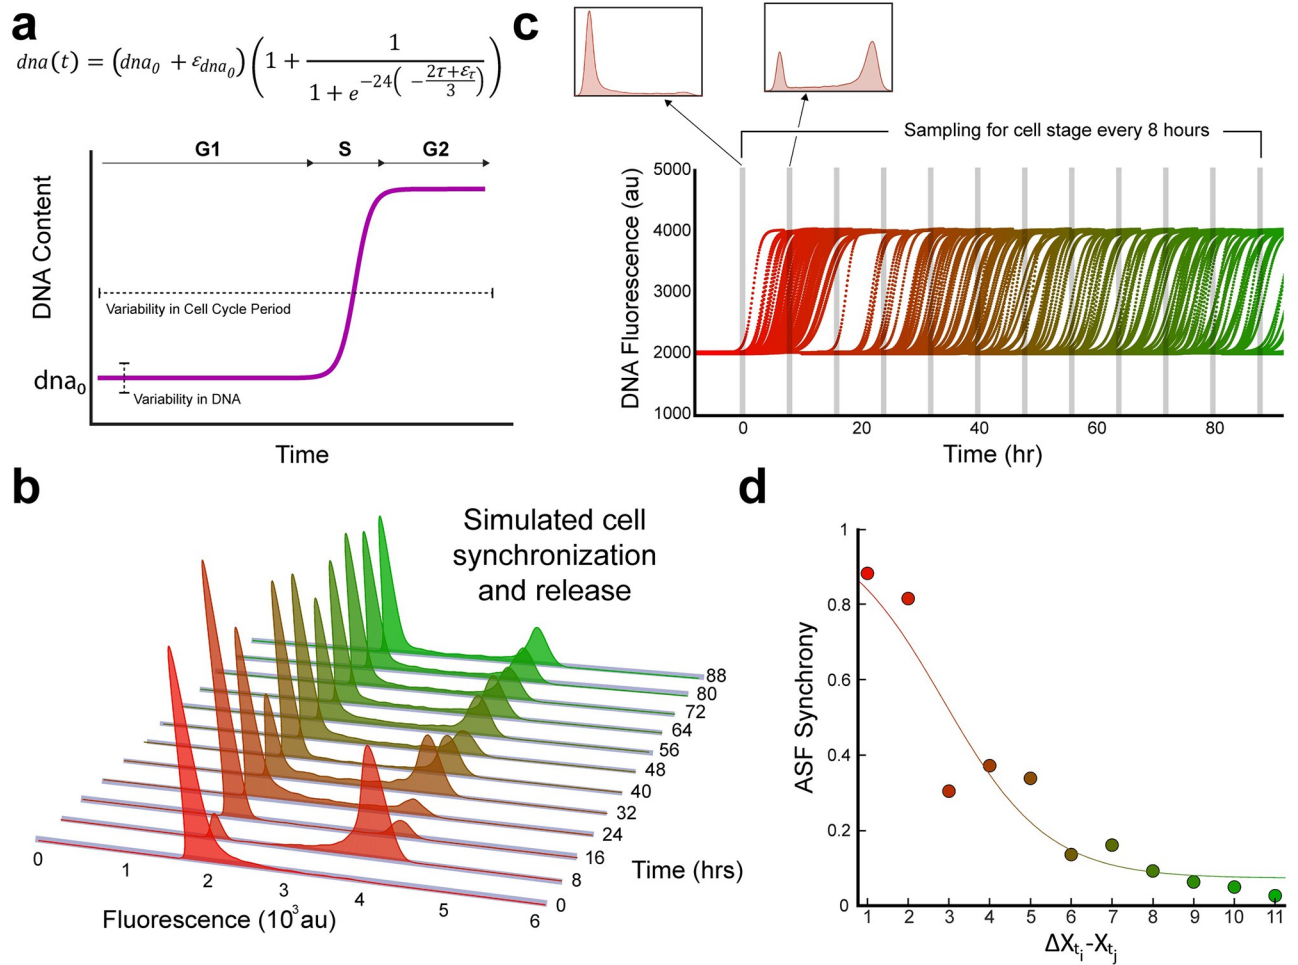 a
dna(t) = (dna₀ + ε_dna₀) (1 + 1 / (1 + e^(−24( −(2τ+ε_τ)/3))))
G1 S G2
DNA Content
Variability in Cell Cycle Period
dna₀
Variability in DNA
Time
c
Sampling for cell stage every 8 hours
DNA Fluorescence (au)
5000
4000
3000
2000
1000
0 20 40 60 80
Time (hr)
b
Simulated cell
synchronization
and release
88
80
72
64
56
48
40
32
24
16
8
0
Time (hrs)
0 1 2 3 4 5 6
Fluorescence (10³ au)
d
ASF Synchrony
1
0.8
0.6
0.4
0.2
0
1 2 3 4 5 6 7 8 9 10 11
ΔX_tᵢ-X_tⱼ